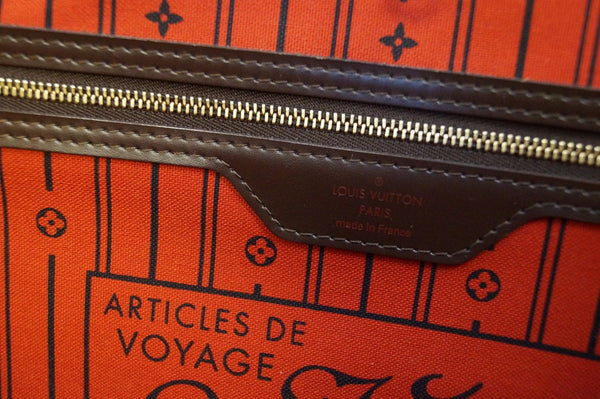 ®
LOUIS VUITTON
PARIS
made in France
ARTICLES DE
VOYAGE